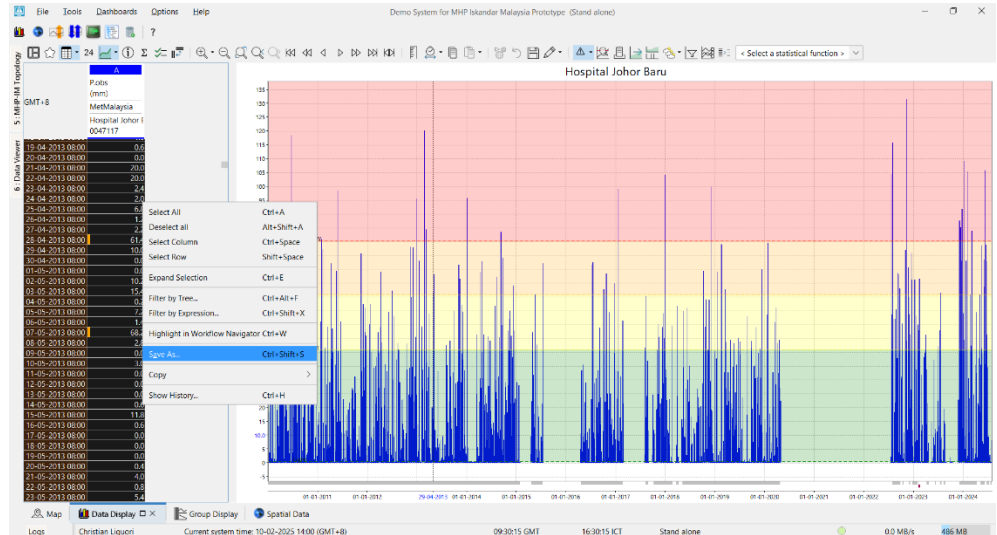 File Tools Dashboards Options Help
Demo System for MHP Iskandar Malaysia Prototype (Stand alone)
?
24
Σ
< Select a statistical function >
5 : MHP-IM Topology
6 : Data Viewer
GMT+8
A
P.obs
(mm)
MetMalaysia
Hospital Johor
0047117
19-04-2013 08:00 0.6
20-04-2013 08:00 0.0
21-04-2013 08:00 20.0
22-04-2013 08:00 20.0
23-04-2013 08:00 2.4
24-04-2013 08:00 2.0
25-04-2013 08:00
26-04-2013 08:00
27-04-2013 08:00
28-04-2013 08:00
29-04-2013 08:00
30-04-2013 08:00
01-05-2013 08:00
02-05-2013 08:00
03-05-2013 08:00
04-05-2013 08:00
05-05-2013 08:00
06-05-2013 08:00
07-05-2013 08:00
08-05-2013 08:00
09-05-2013 08:00
10-05-2013 08:00
11-05-2013 08:00
12-05-2013 08:00
13-05-2013 08:00
14-05-2013 08:00
15-05-2013 08:00 11.8
16-05-2013 08:00 0.6
17-05-2013 08:00 0.0
18-05-2013 08:00 0.0
19-05-2013 08:00 0.0
20-05-2013 08:00 0.4
21-05-2013 08:00 4.0
22-05-2013 08:00 0.8
23-05-2013 08:00 5.4
Select All Ctrl+A
Deselect all Alt+Shift+A
Select Column Ctrl+Space
Select Row Shift+Space
Expand Selection Ctrl+E
Filter by Tree... Ctrl+Alt+F
Filter by Expression... Ctrl+Shift+X
Highlight in Workflow Navigator Ctrl+W
Save As... Ctrl+Shift+S
Copy
Show History... Ctrl+H
Hospital Johor Baru
135
130
125
120
115
110
105
100
20
15
10.0
5
0
-5
01-01-2011 01-01-2012 29-04-2013 01-01-2014 01-01-2015 01-01-2016 01-01-2017 01-01-2018 01-01-2019 01-01-2020 01-01-2021 01-01-2022 01-01-2023 01-01-2024
Map Data Display Group Display Spatial Data
Logs Christian Liquori Current system time: 10-02-2025 14:00 (GMT+8) 09:30:15 GMT 16:30:15 ICT Stand alone 0.0 MB/s 486 MB